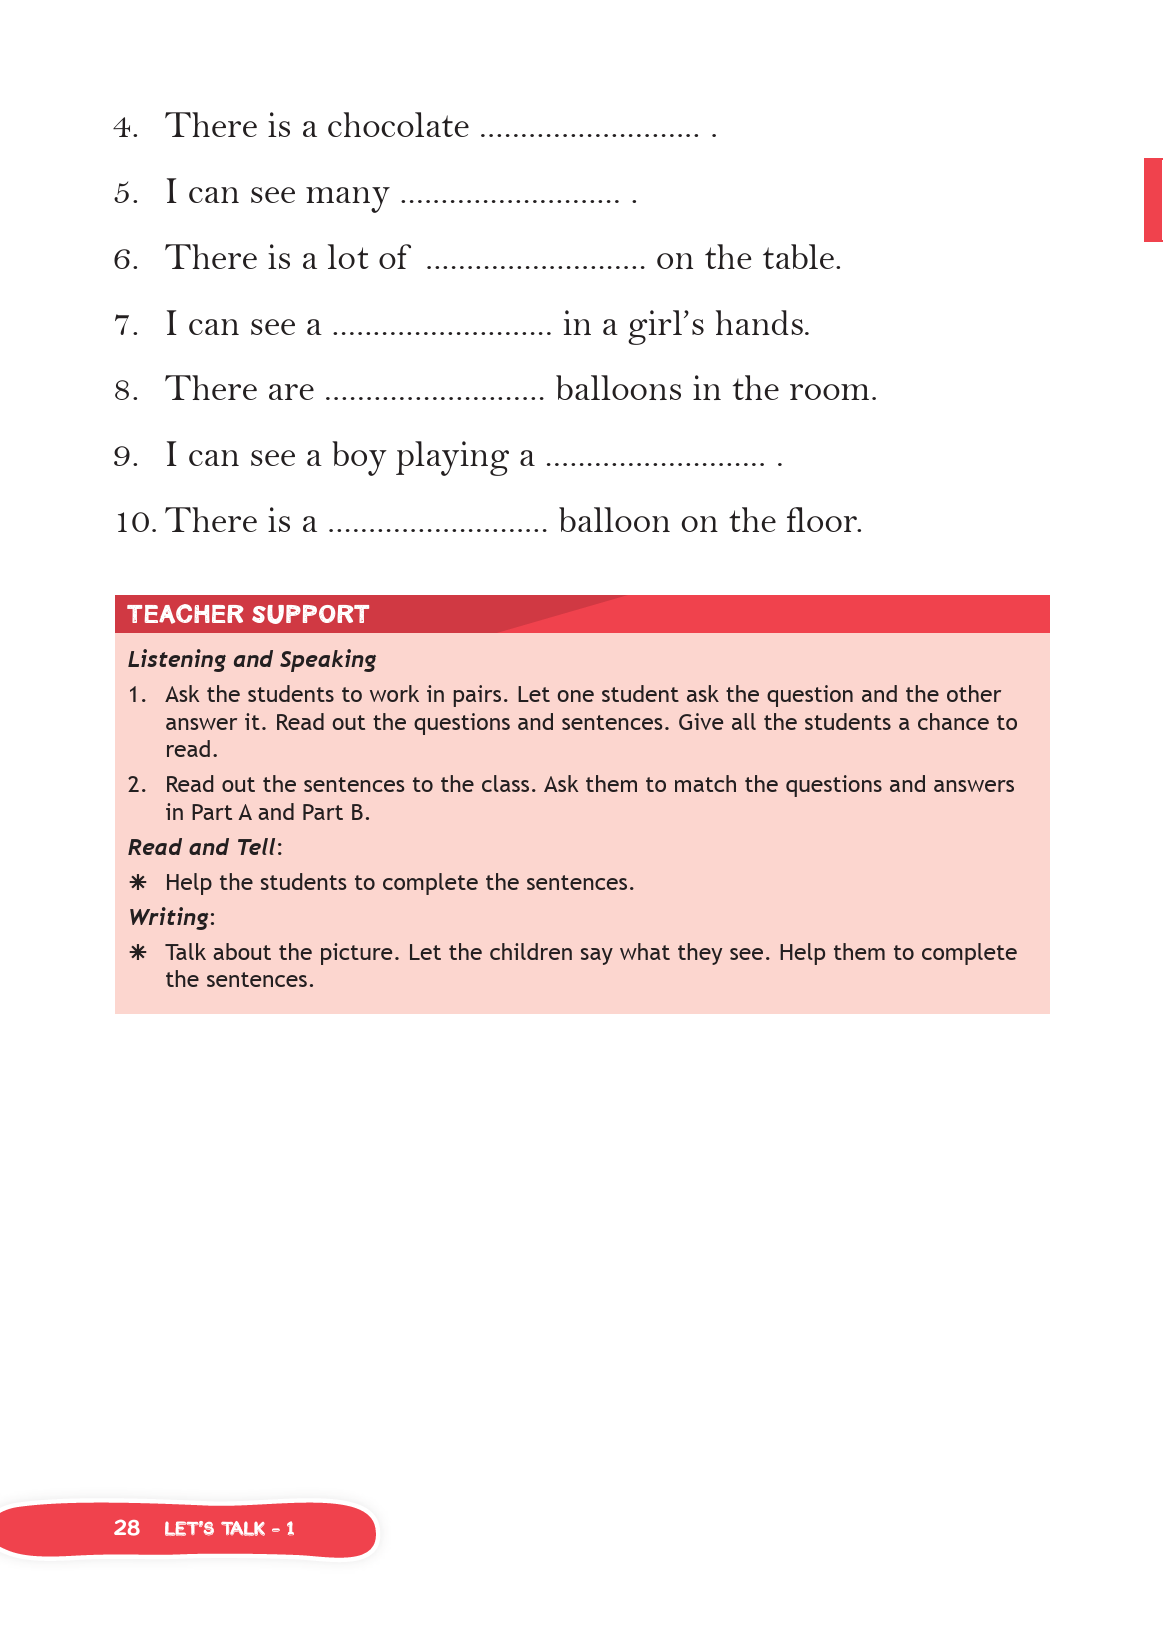 4. There is a chocolate ........................... .
5. I can see many ........................... .
6. There is a lot of ........................... on the table.
7. I can see a ........................... in a girl’s hands.
8. There are ........................... balloons in the room.
9. I can see a boy playing a ........................... .
10. There is a ........................... balloon on the floor.
TEACHER SUPPORT
Listening and Speaking
1. Ask the students to work in pairs. Let one student ask the question and the other
answer it. Read out the questions and sentences. Give all the students a chance to
read.
2. Read out the sentences to the class. Ask them to match the questions and answers
in Part A and Part B.
Read and Tell:
✳ Help the students to complete the sentences.
Writing:
✳ Talk about the picture. Let the children say what they see. Help them to complete
the sentences.
28 LET’S TALK – 1